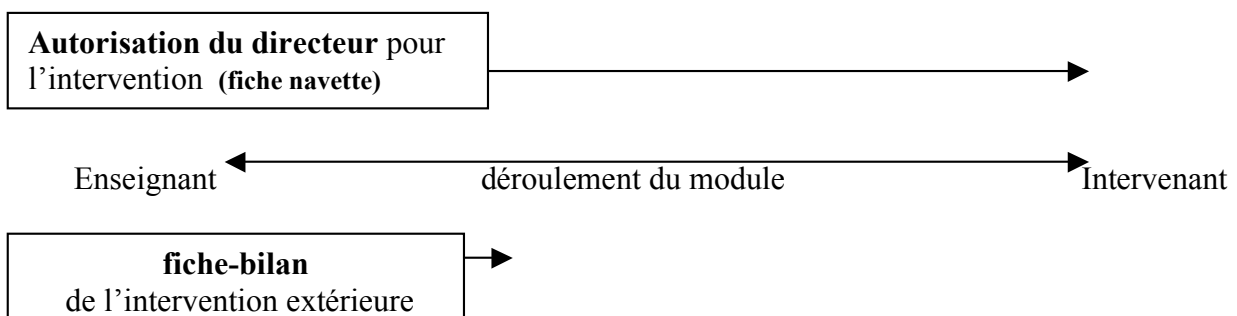 Autorisation du directeur pour
l’intervention (fiche navette)
Enseignant déroulement du module Intervenant
fiche-bilan
de l’intervention extérieure